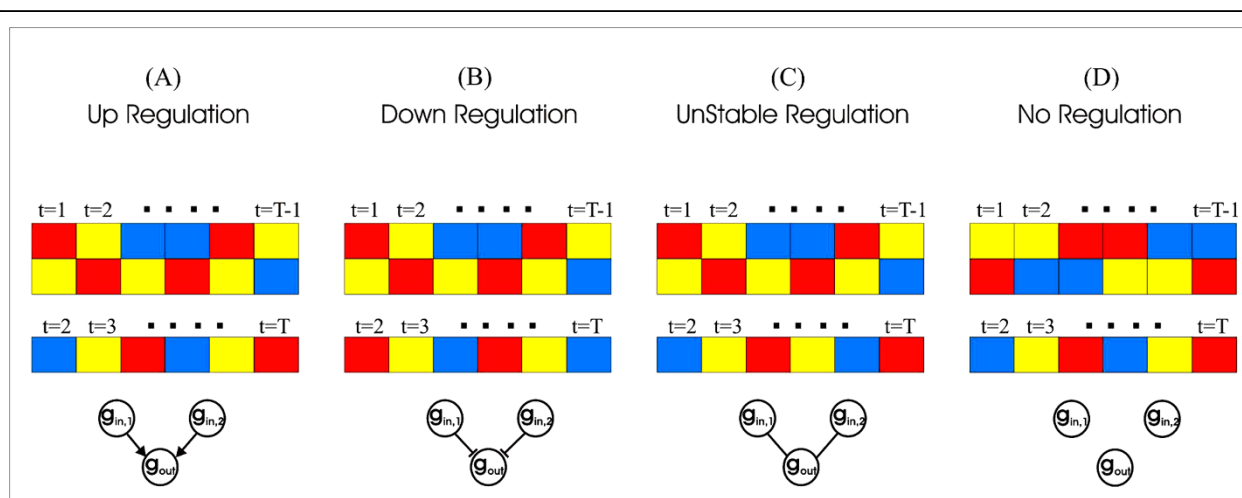 (A) (B) (C) (D)
Up Regulation Down Regulation UnStable Regulation No Regulation
t=1 t=2 ▪ ▪ ▪ ▪ t=T-1 t=1 t=2 ▪ ▪ ▪ ▪ t=T-1 t=1 t=2 ▪ ▪ ▪ ▪ t=T-1 t=1 t=2 ▪ ▪ ▪ ▪ t=T-1
t=2 t=3 ▪ ▪ ▪ ▪ t=T t=2 t=3 ▪ ▪ ▪ ▪ t=T t=2 t=3 ▪ ▪ ▪ ▪ t=T t=2 t=3 ▪ ▪ ▪ ▪ t=T
gin,1 gin,2 gin,1 gin,2 gin,1 gin,2 gin,1 gin,2
gout gout gout gout